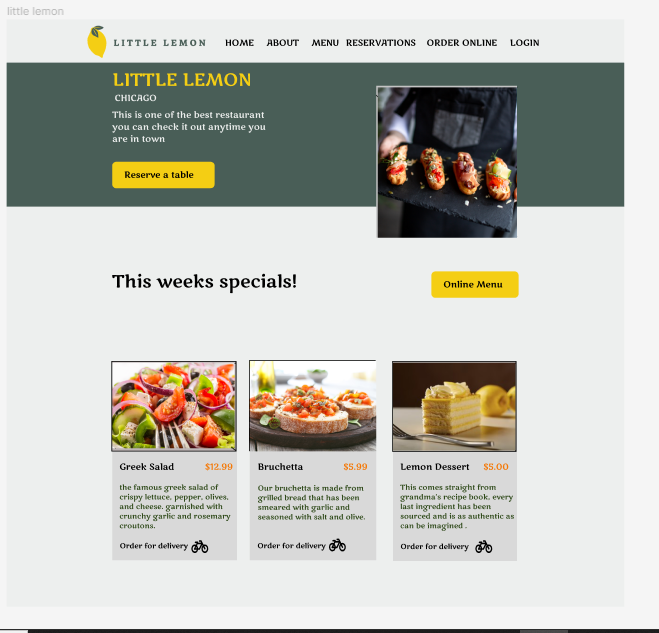 little lemon
LITTLE LEMON HOME ABOUT MENU RESERVATIONS ORDER ONLINE LOGIN
LITTLE LEMON
CHICAGO
This is one of the best restaurant
you can check it out anytime you
are in town
Reserve a table
This weeks specials!
Online Menu
Greek Salad $12.99
the famous greek salad of
crispy lettuce, pepper, olives,
and cheese, garnished with
crunchy garlic and rosemary
croutons.
Order for delivery
Bruchetta $5.99
Our bruchetta is made from
grilled bread that has been
smeared with garlic and
seasoned with salt and olive.
Order for delivery
Lemon Dessert $5.00
This comes straight from
grandma's recipe book, every
last ingredient has been
sourced and is as authentic as
can be imagined .
Order for delivery